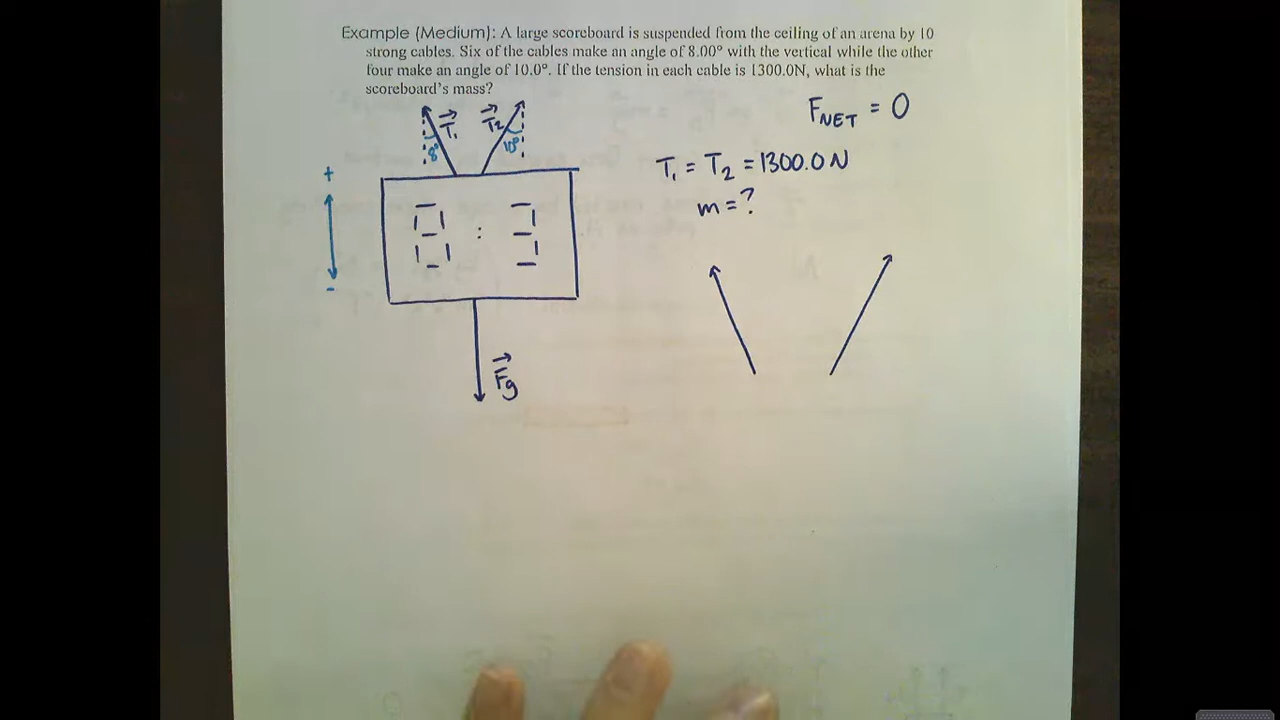 Example (Medium): A large scoreboard is suspended from the ceiling of an arena by 10
strong cables. Six of the cables make an angle of 8.00° with the vertical while the other
four make an angle of 10.0°. If the tension in each cable is 1300.0N, what is the
scoreboard's mass?
F_NET = 0
T₁ T₂
8° 10°
T₁ = T₂ = 1300.0 N
+
m = ?
:
-
Fg